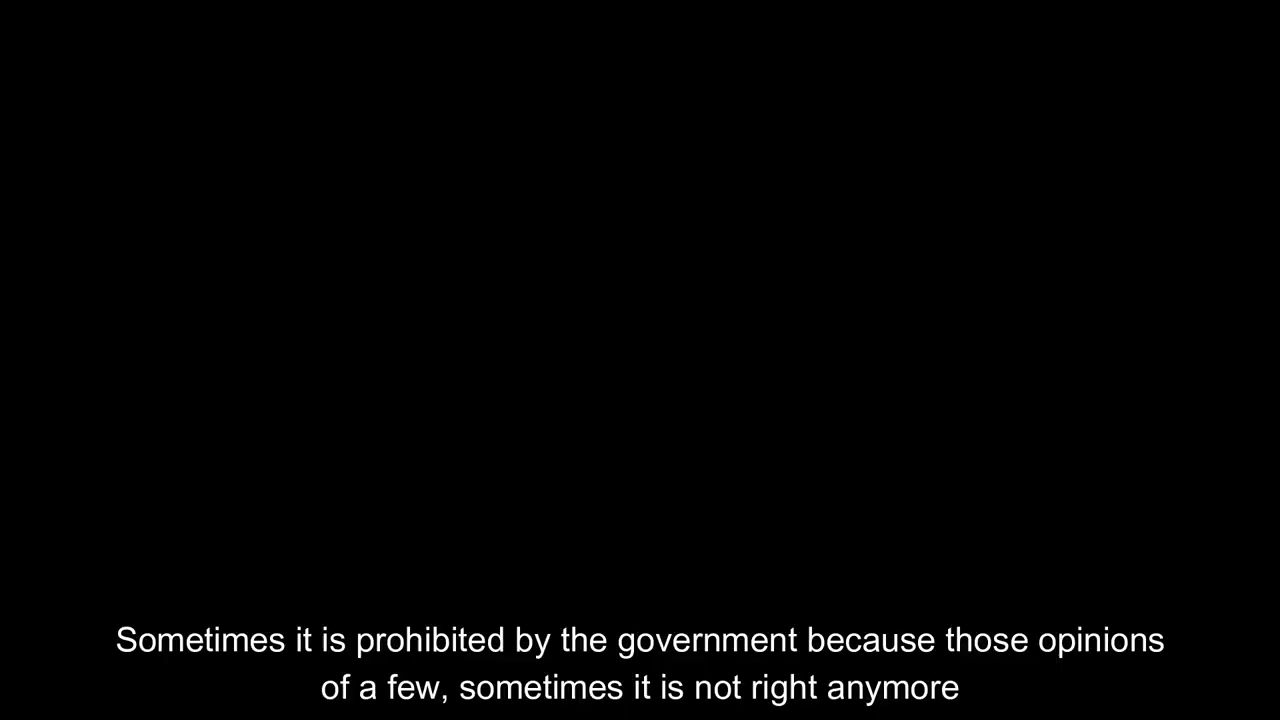 Sometimes it is prohibited by the government because those opinions
of a few, sometimes it is not right anymore